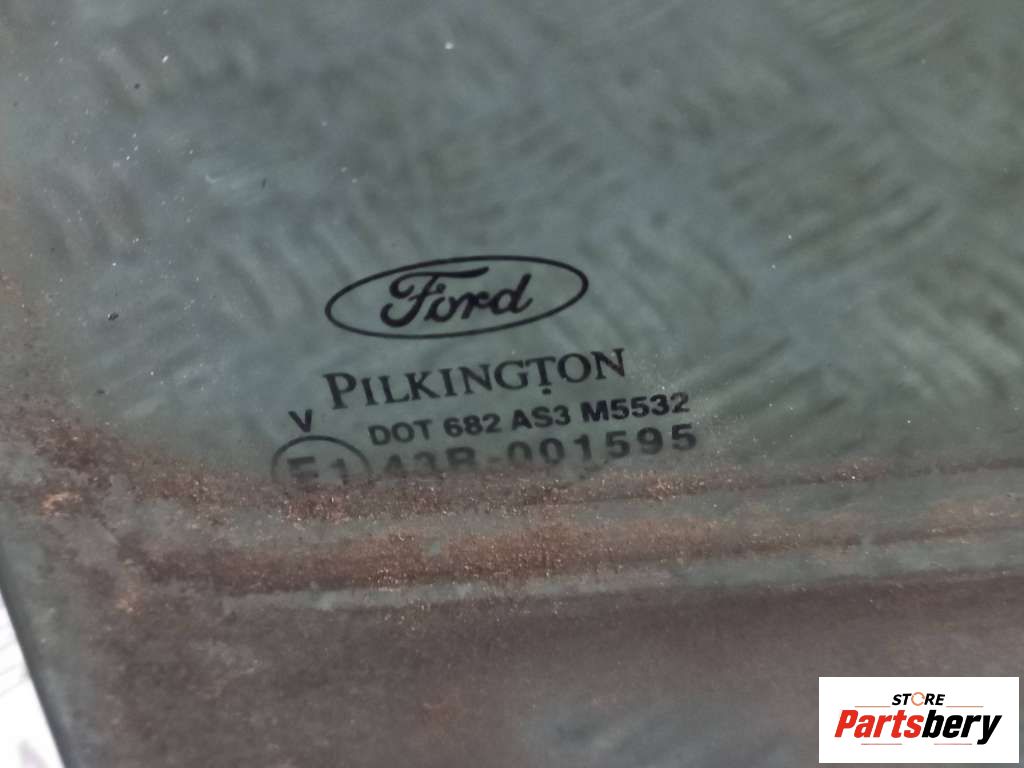 Ford
PILKINGTON
V
DOT 682 AS3 M5532
E1 43R-001595
STORE
Partsbery